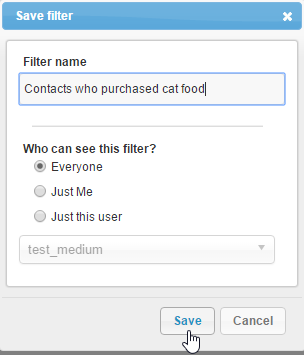 Save filter
Filter name
Contacts who purchased cat food
Who can see this filter?
Everyone
Just Me
Just this user
test_medium
Save Cancel